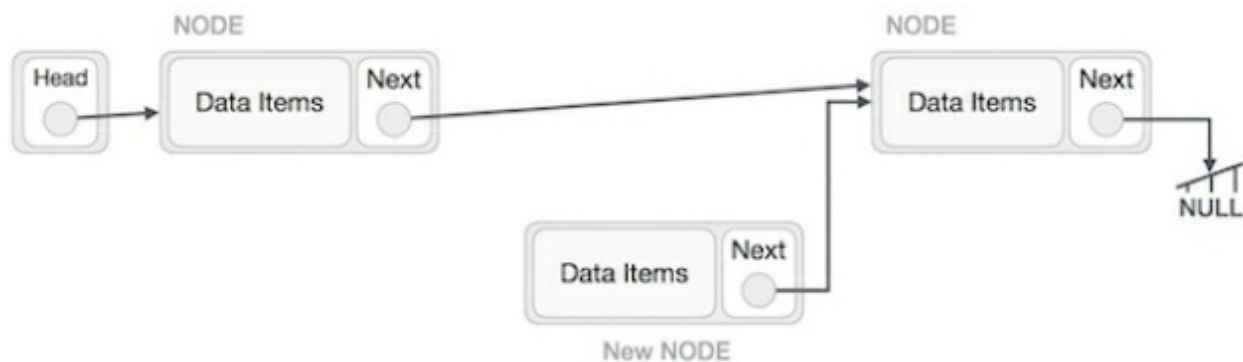 NODE
NODE
Head
Data Items
Next
Data Items
Next
NULL
Data Items
Next
New NODE